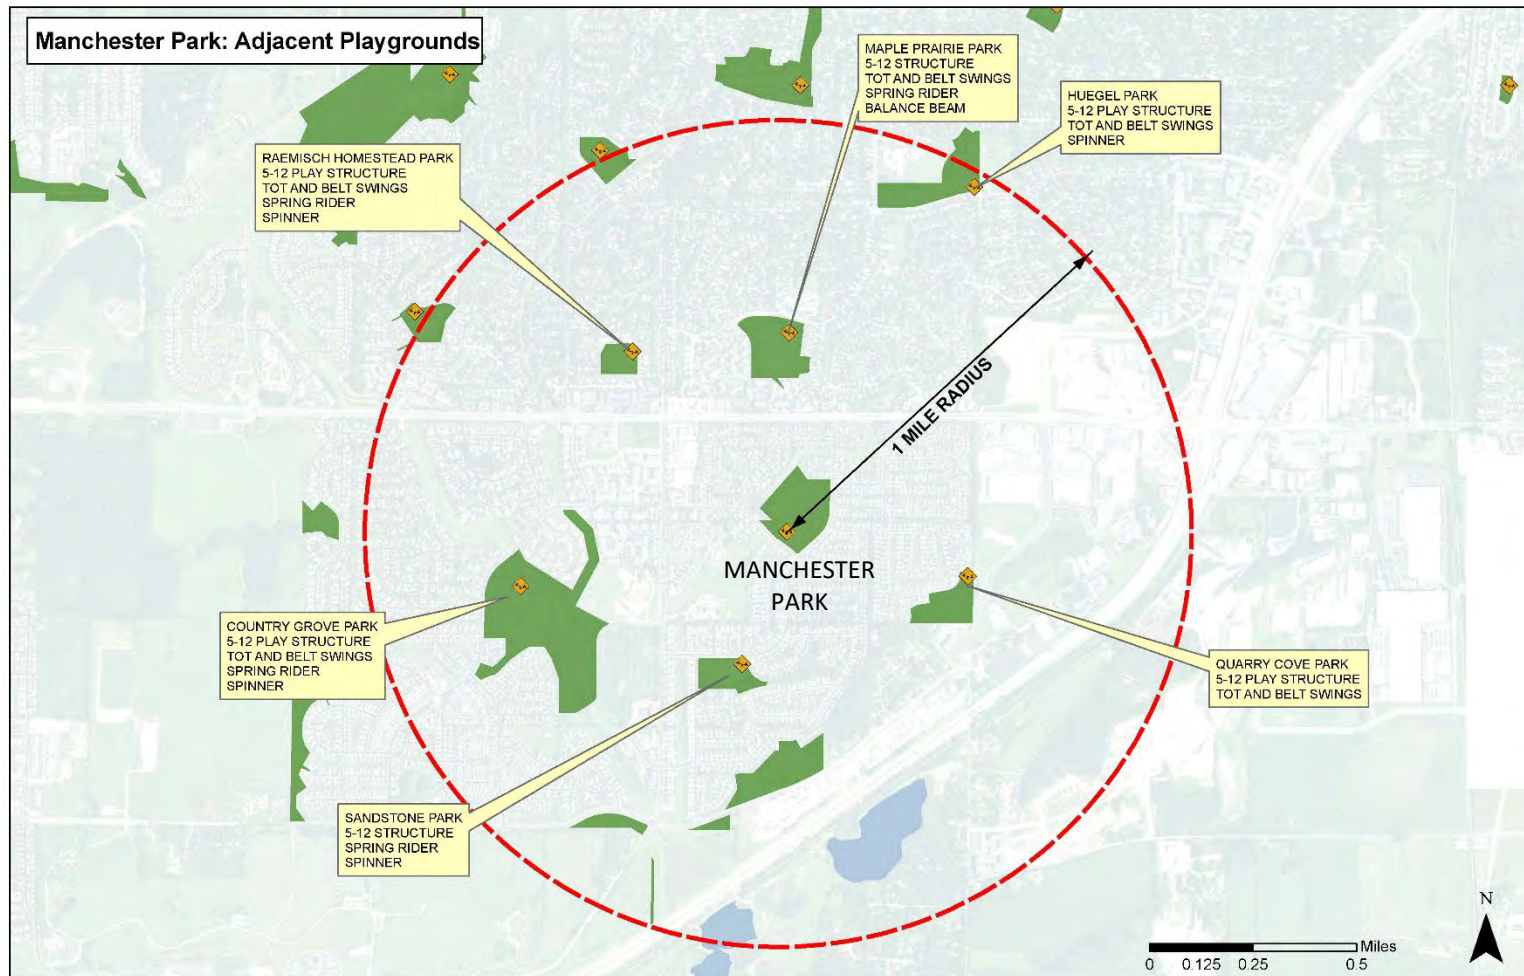 Manchester Park: Adjacent Playgrounds
MAPLE PRAIRIE PARK
5-12 STRUCTURE
TOT AND BELT SWINGS
SPRING RIDER
BALANCE BEAM
HUEGEL PARK
5-12 PLAY STRUCTURE
TOT AND BELT SWINGS
SPINNER
RAEMISCH HOMESTEAD PARK
5-12 PLAY STRUCTURE
TOT AND BELT SWINGS
SPRING RIDER
SPINNER
1 MILE RADIUS
MANCHESTER
PARK
COUNTRY GROVE PARK
5-12 PLAY STRUCTURE
TOT AND BELT SWINGS
SPRING RIDER
SPINNER
QUARRY COVE PARK
5-12 PLAY STRUCTURE
TOT AND BELT SWINGS
SANDSTONE PARK
5-12 STRUCTURE
SPRING RIDER
SPINNER
N
Miles
0 0.125 0.25 0.5